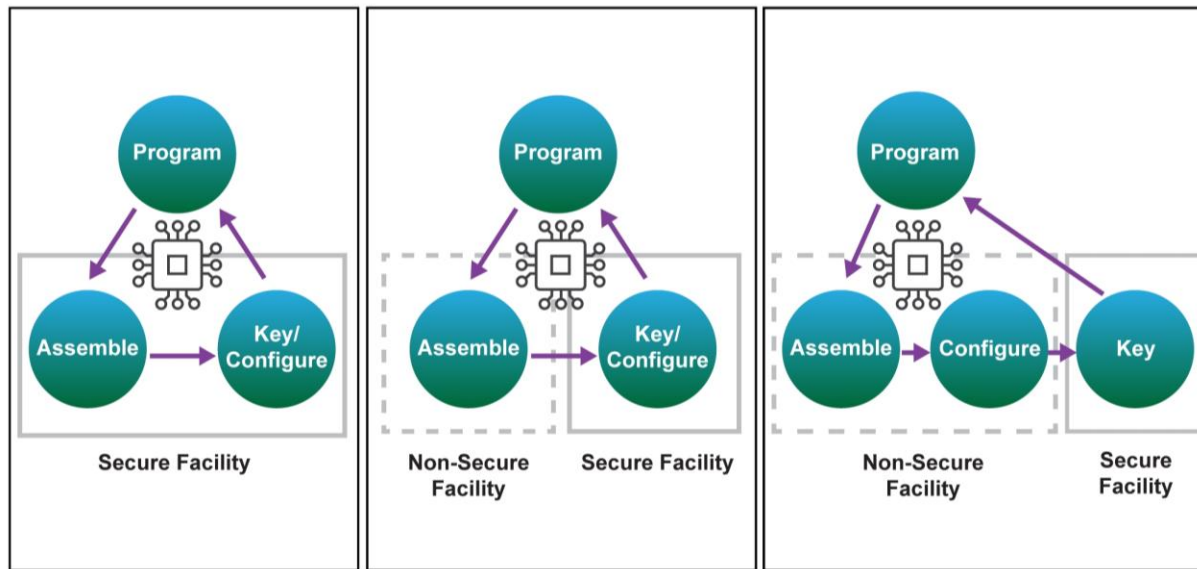 Program
Assemble
Key/
Configure
Secure Facility
Program
Assemble
Key/
Configure
Non-Secure
Facility
Secure Facility
Program
Assemble
Configure
Key
Non-Secure
Facility
Secure
Facility